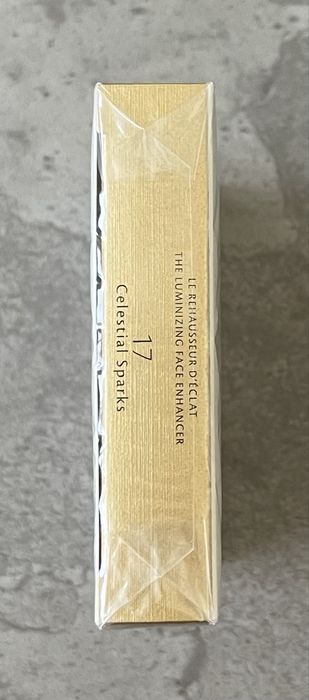 LE REHAUSSEUR D'ÉCLAT
THE LUMINIZING FACE ENHANCER
17
Celestial Sparks